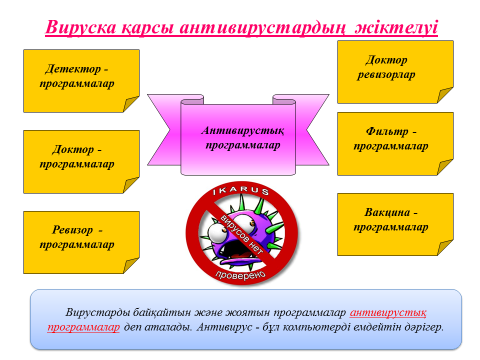 Вируска қарсы антивирустардың жіктелуі
Детектор -
программалар
Доктор
ревизорлар
Антивирустық
программалар
Доктор -
программалар
Фильтр -
программалар
Ревизор -
программалар
Вакцина -
программалар
IKARUS
вирусов нет
проверено
Вирустарды байқайтын және жоятын программалар антивирустық
программалар деп аталады. Антивирус - бұл компьютерді емдейтін дәрігер.